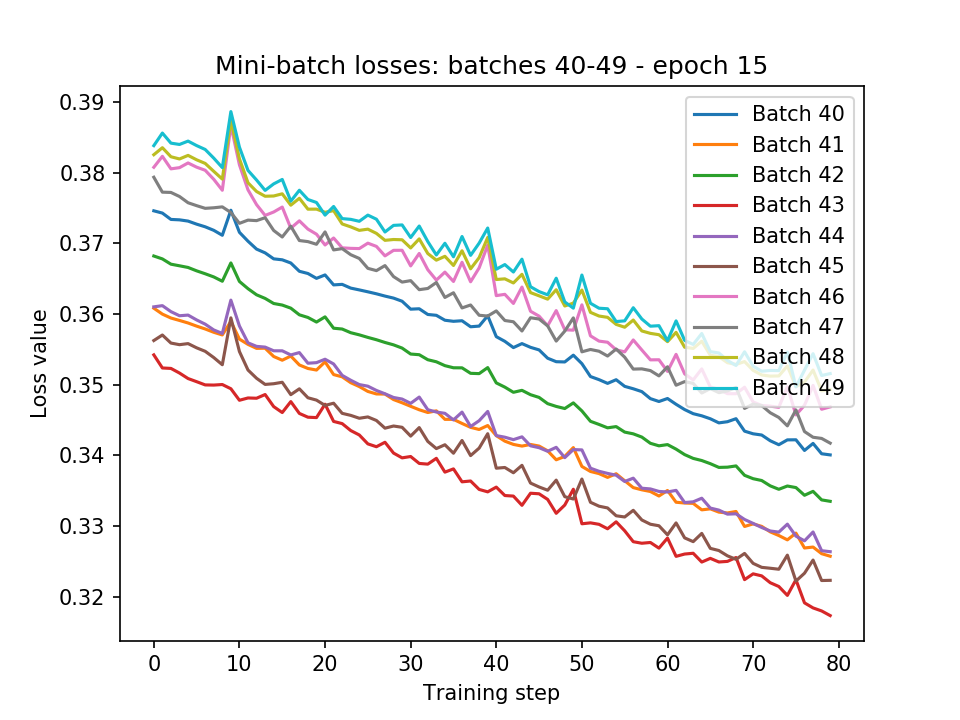 Mini-batch losses: batches 40-49 - epoch 15
Loss value
0.39
0.38
0.37
0.36
0.35
0.34
0.33
0.32
Batch 40
Batch 41
Batch 42
Batch 43
Batch 44
Batch 45
Batch 46
Batch 47
Batch 48
Batch 49
0 10 20 30 40 50 60 70 80
Training step